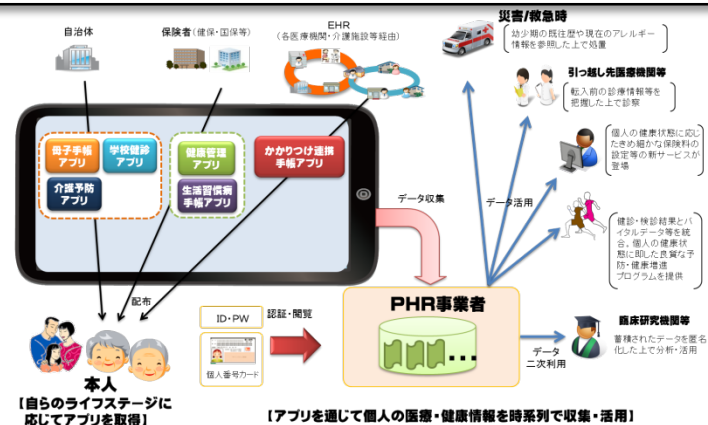 自治体
保険者(健保・国保等)
EHR
(各医療機関・介護施設等経由)
災害/救急時
幼少期の既往歴や現在のアレルギー
情報を参照した上で処置
引っ越し先医療機関等
転入前の診療情報等を
把握した上で診察
個人の健康状態に応じ
たきめ細かな保険料の
設定等の新サービスが
登場
健診・検診結果とバ
イタルデータ等を統
合、個人の健康状
態に即した良質な予
防・健康増進
プログラムを提供
臨床研究機関等
蓄積されたデータを匿名
化した上で分析・活用
母子手帳
アプリ
学校健診
アプリ
介護予防
アプリ
健康管理
アプリ
生活習慣病
手帳アプリ
かかりつけ連携
手帳アプリ
データ収集
データ活用
配布
ID・PW
個人番号カード
認証・閲覧
PHR事業者
...
データ
二次利用
本人
【自らのライフステージに
応じてアプリを取得】
【アプリを通じて個人の医療・健康情報を時系列で収集・活用】